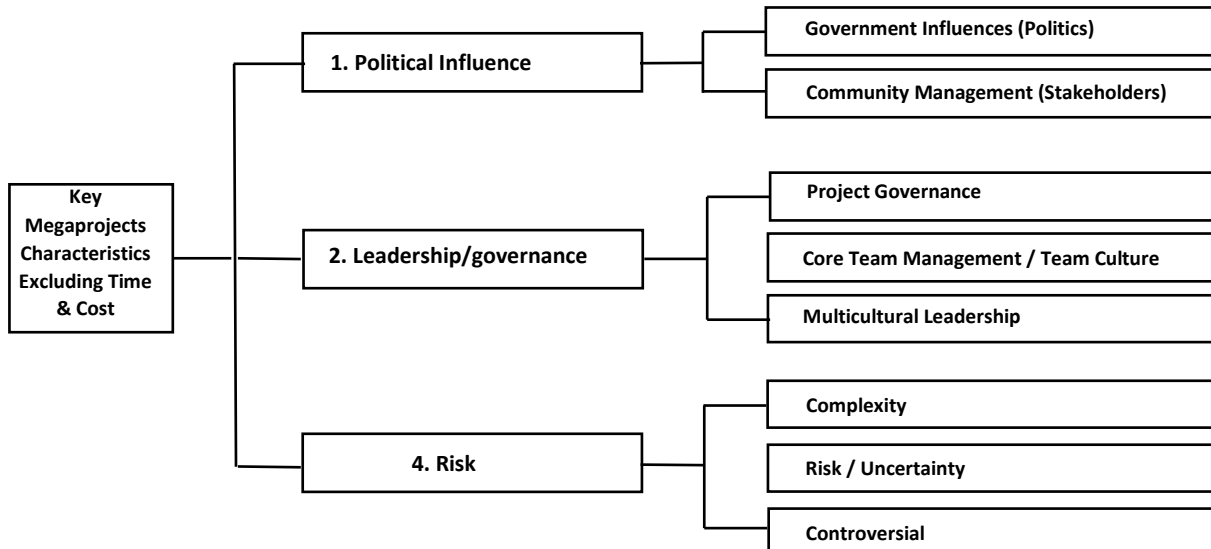 Key
Megaprojects
Characteristics
Excluding Time
& Cost
1. Political Influence
Government Influences (Politics)
Community Management (Stakeholders)
2. Leadership/governance
Project Governance
Core Team Management / Team Culture
Multicultural Leadership
4. Risk
Complexity
Risk / Uncertainty
Controversial